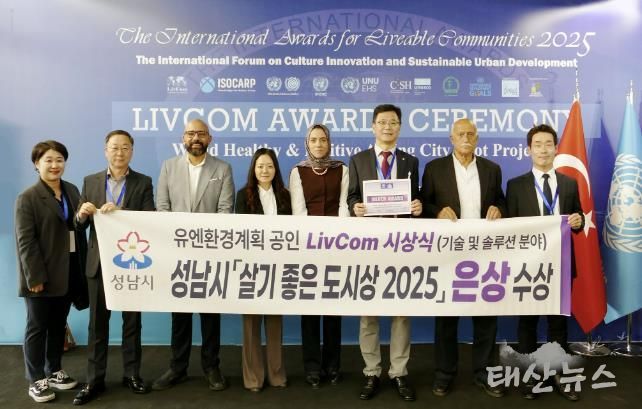 The International Awards for Liveable Communities 2025
The International Forum on Culture Innovation and Sustainable Urban Development
LivCom
ISOCARP
UNU
EHS
LIVCOM AWARDS CEREMONY
유엔환경계획 공인 LivCom 시상식 (기술 및 솔루션 분야)
성남시 「살기 좋은 도시상 2025」 은상 수상
성남시
태산뉴스